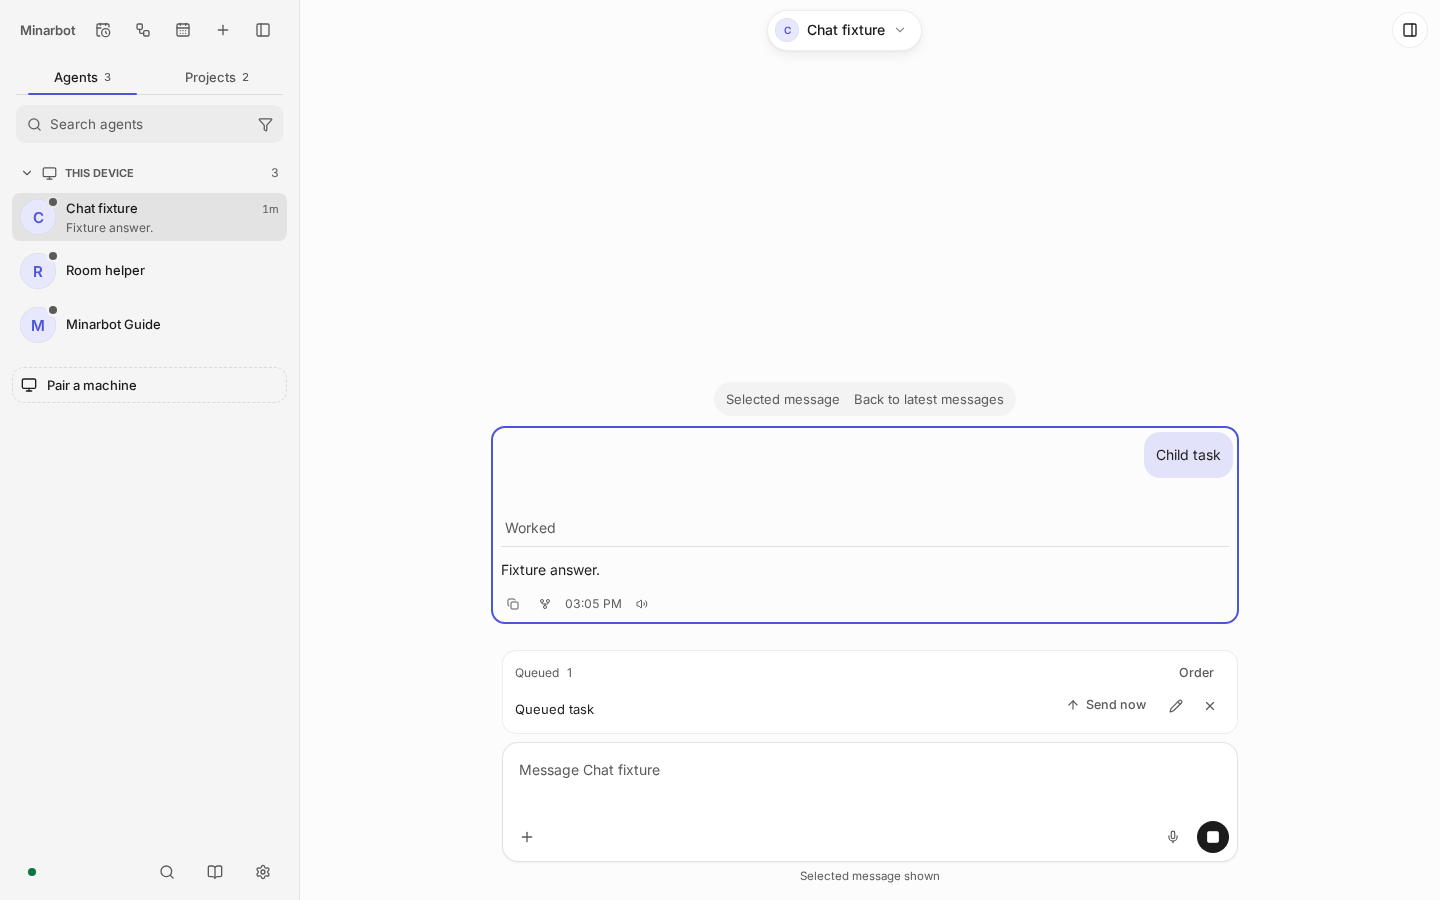 Minarbot
Agents 3
Projects 2
Search agents
THIS DEVICE 3
C
Chat fixture 1m
Fixture answer.
R
Room helper
M
Minarbot Guide
Pair a machine
C Chat fixture
Selected message Back to latest messages
Child task
Worked
Fixture answer.
03:05 PM
Queued 1 Order
Queued task Send now
Message Chat fixture
Selected message shown